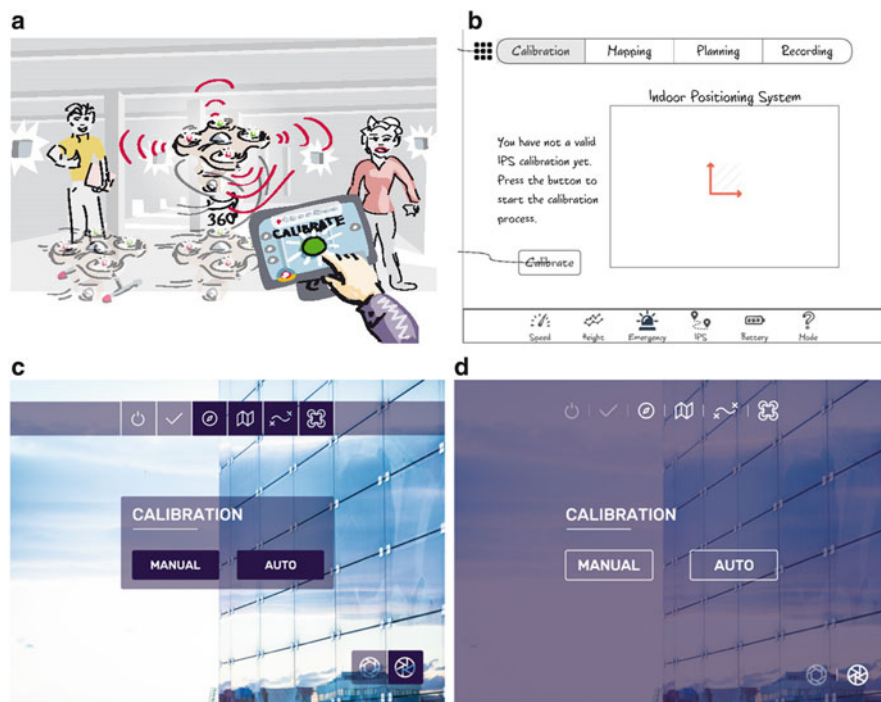 a
360°
CALIBRATE
b
Calibration Mapping Planning Recording
Indoor Positioning System
You have not a valid
IPS calibration yet.
Press the button to
start the calibration
process.
Calibrate
Speed Height Emergency IPS Battery Mode
c
CALIBRATION
MANUAL AUTO
d
CALIBRATION
MANUAL AUTO